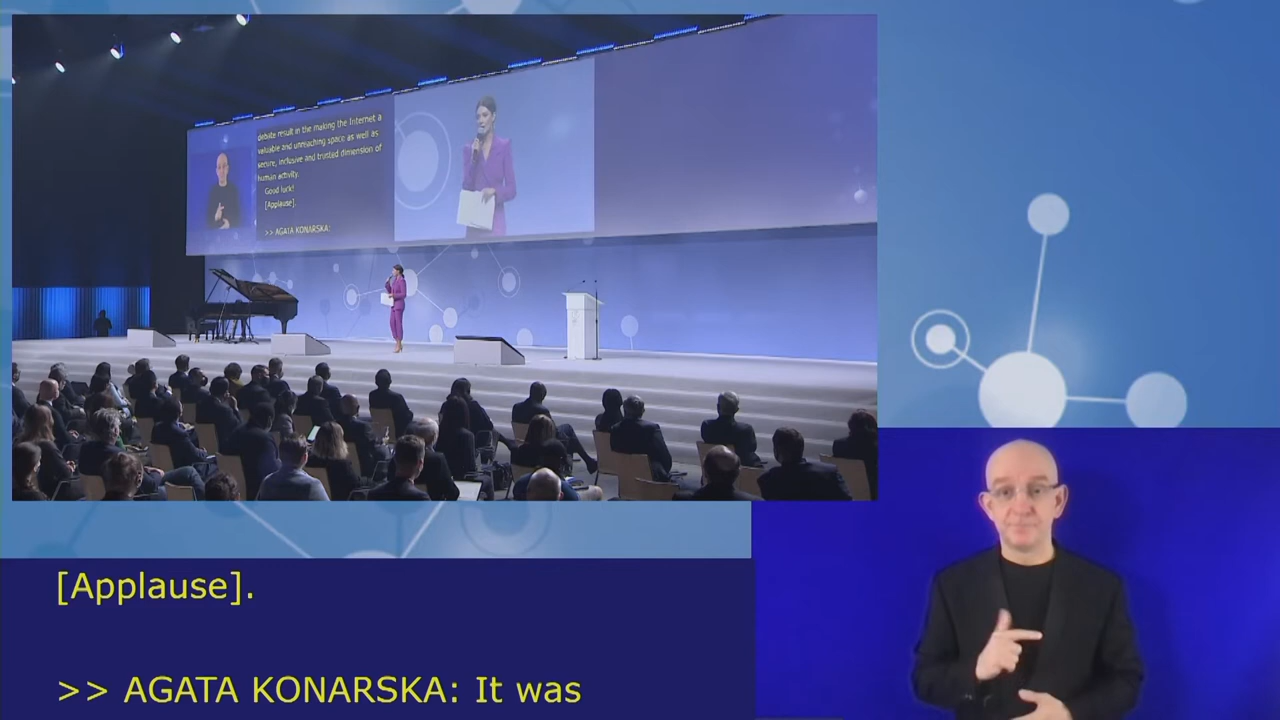 debate result in the making the Internet a
valuable and unreaching space as well as
secure, inclusive and trusted dimension of
human activity.
Good luck!
[Applause].
>> AGATA KONARSKA:
[Applause].
>> AGATA KONARSKA: It was